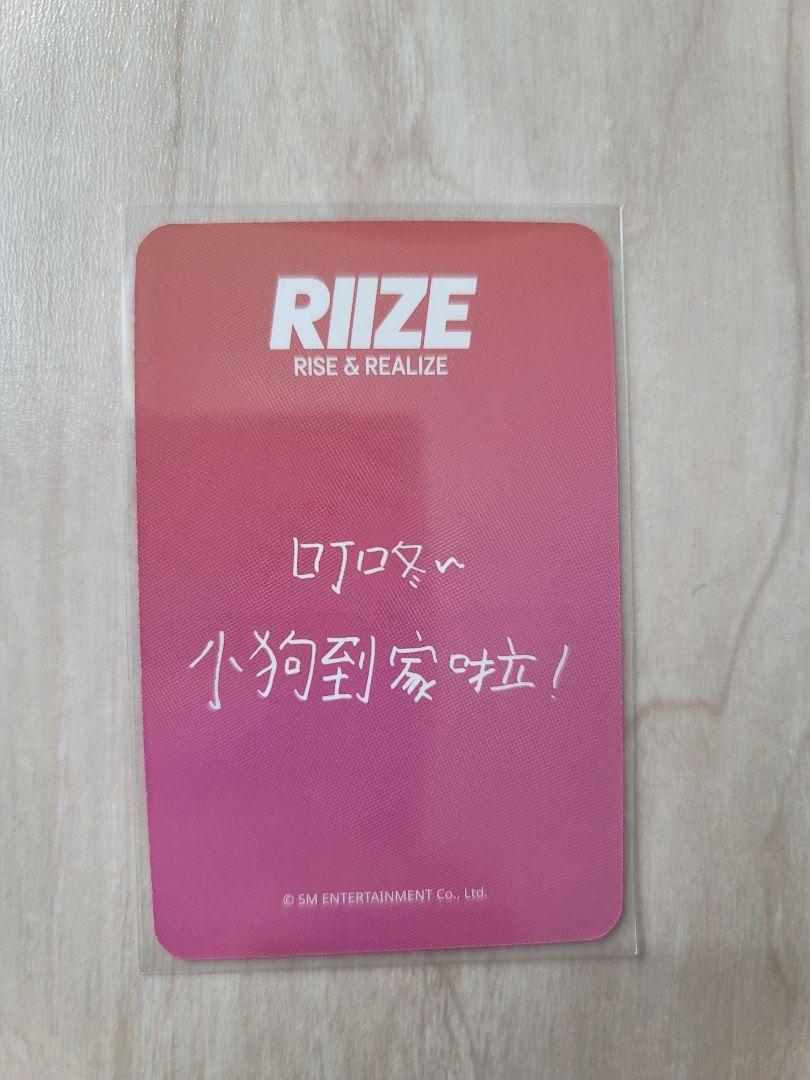 RIIZE
RISE & REALIZE
叮咚~
小狗到家啦!
© SM ENTERTAINMENT Co., Ltd.